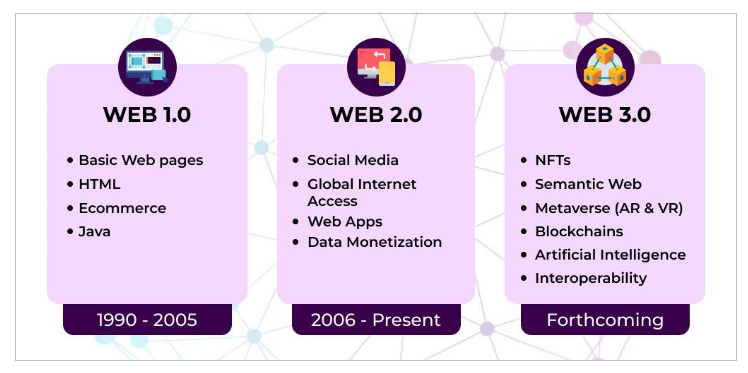 WEB 1.0
• Basic Web pages
• HTML
• Ecommerce
• Java
1990 - 2005
WEB 2.0
• Social Media
• Global Internet
Access
• Web Apps
• Data Monetization
2006 - Present
WEB 3.0
• NFTs
• Semantic Web
• Metaverse (AR & VR)
• Blockchains
• Artificial Intelligence
• Interoperability
Forthcoming